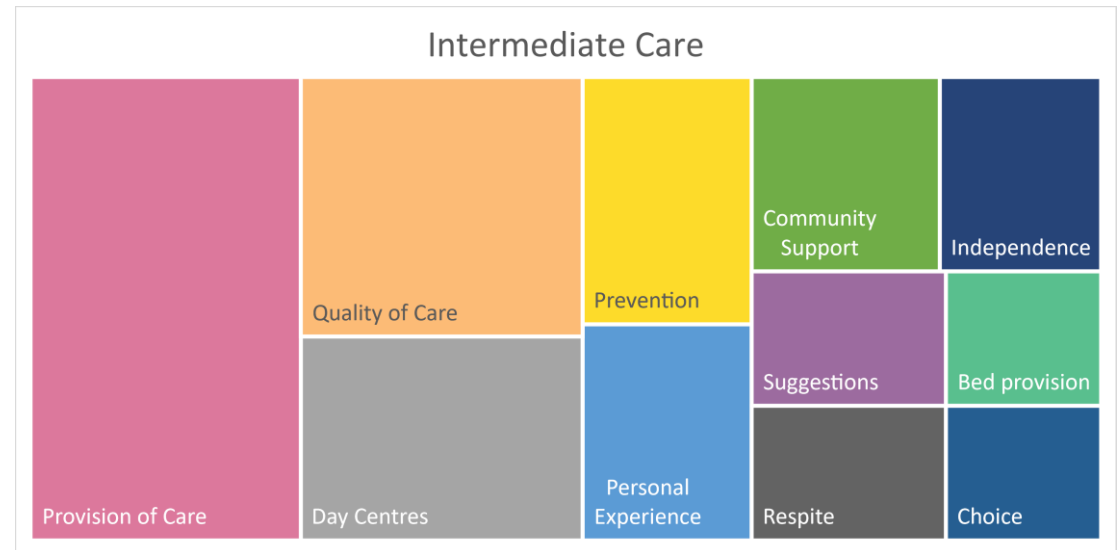 Intermediate Care
Provision of Care
Quality of Care
Day Centres
Prevention
Personal
Experience
Community
Support
Independence
Suggestions
Bed provision
Respite
Choice